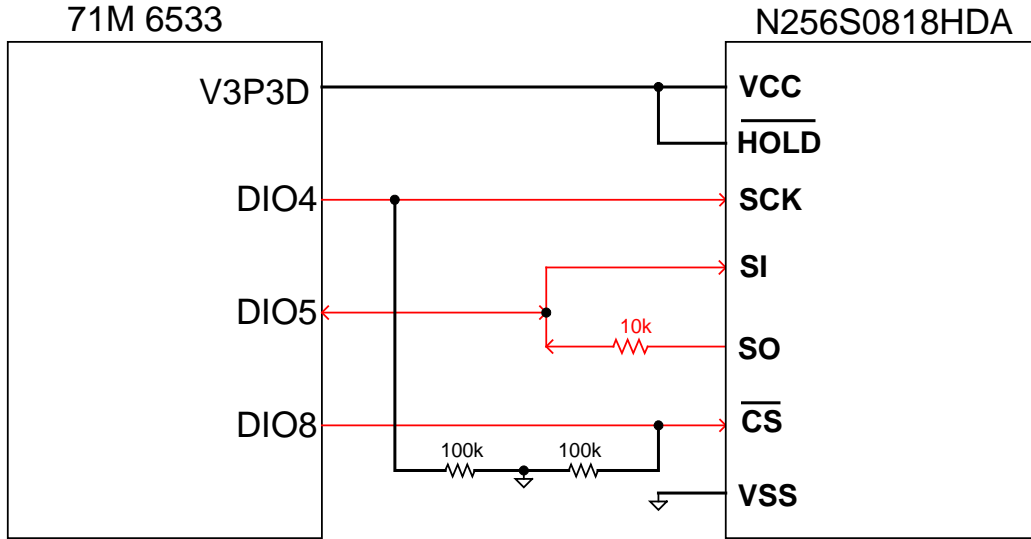 71M 6533
N256S0818HDA
V3P3D
VCC
HOLD
DIO4
SCK
SI
DIO5
10k
SO
DIO8
CS
100k
100k
VSS